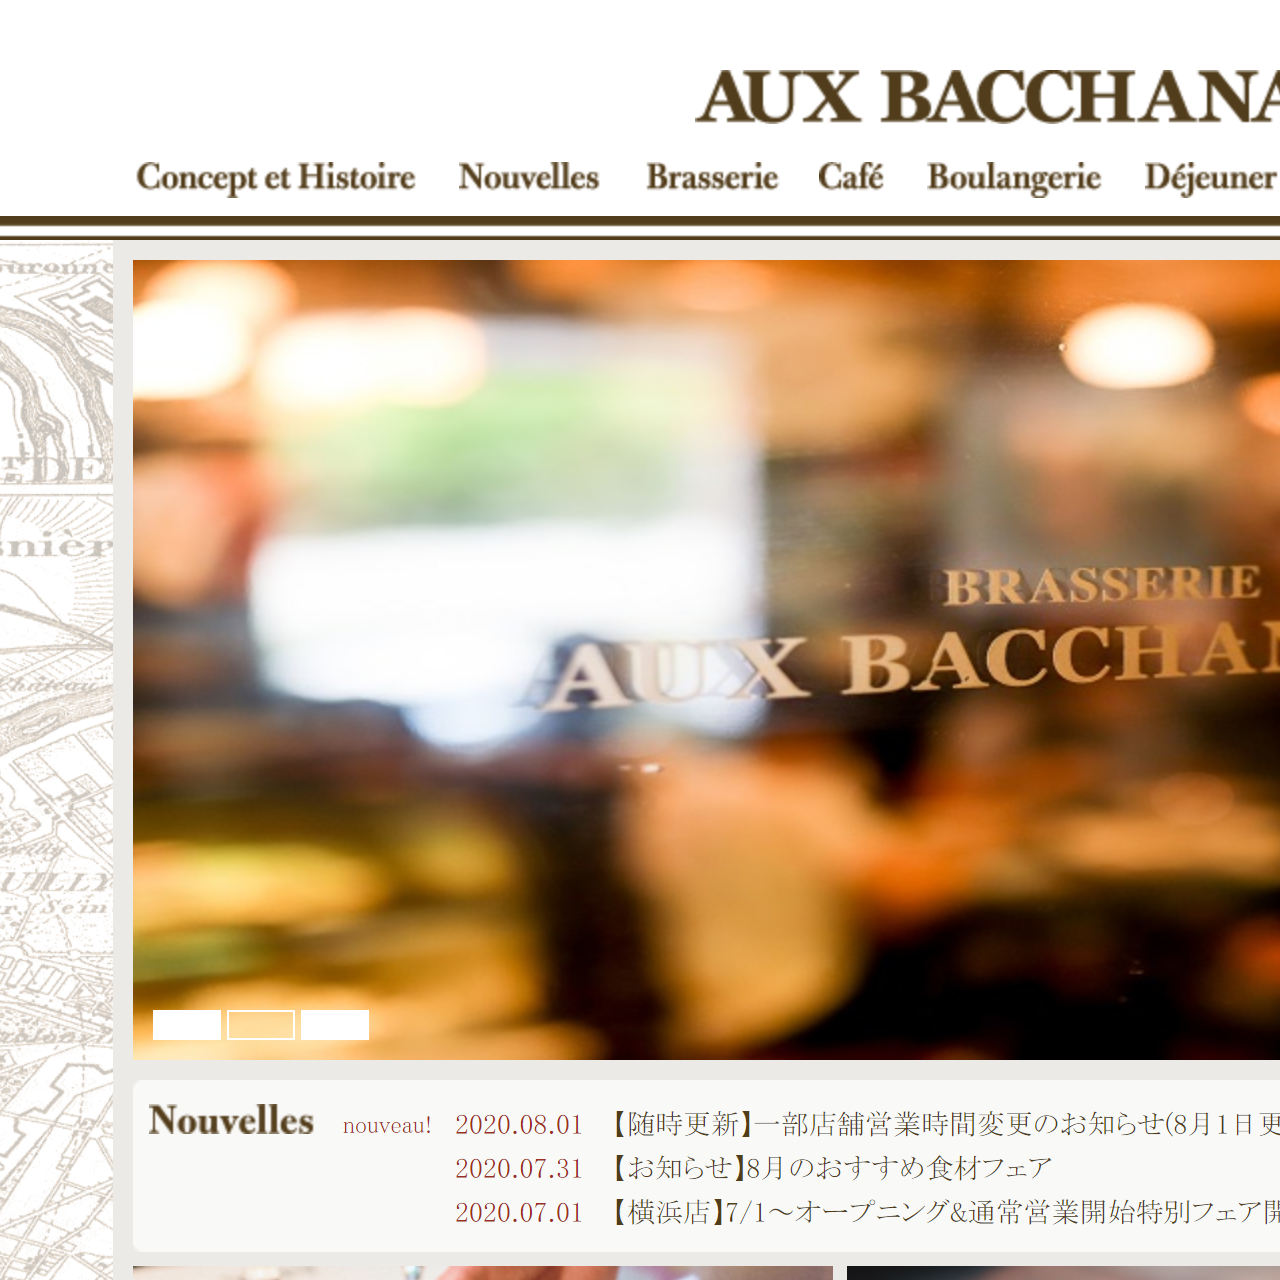 AUX BACCHANA
Concept et Histoire Nouvelles Brasserie Café Boulangerie Déjeuner
BRASSERIE
AUX BACCHAN
Nouvelles nouveau! 2020.08.01 【随時更新】一部店舗営業時間変更のお知らせ(8月1日更
2020.07.31 【お知らせ】8月のおすすめ食材フェア
2020.07.01 【横浜店】7/1〜オープニング&通常営業開始特別フェア開